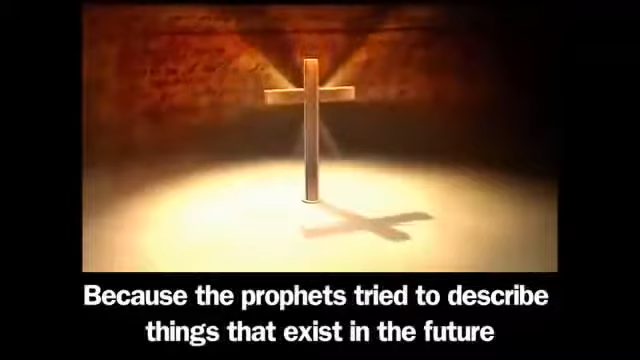 Because the prophets tried to describe
things that exist in the future